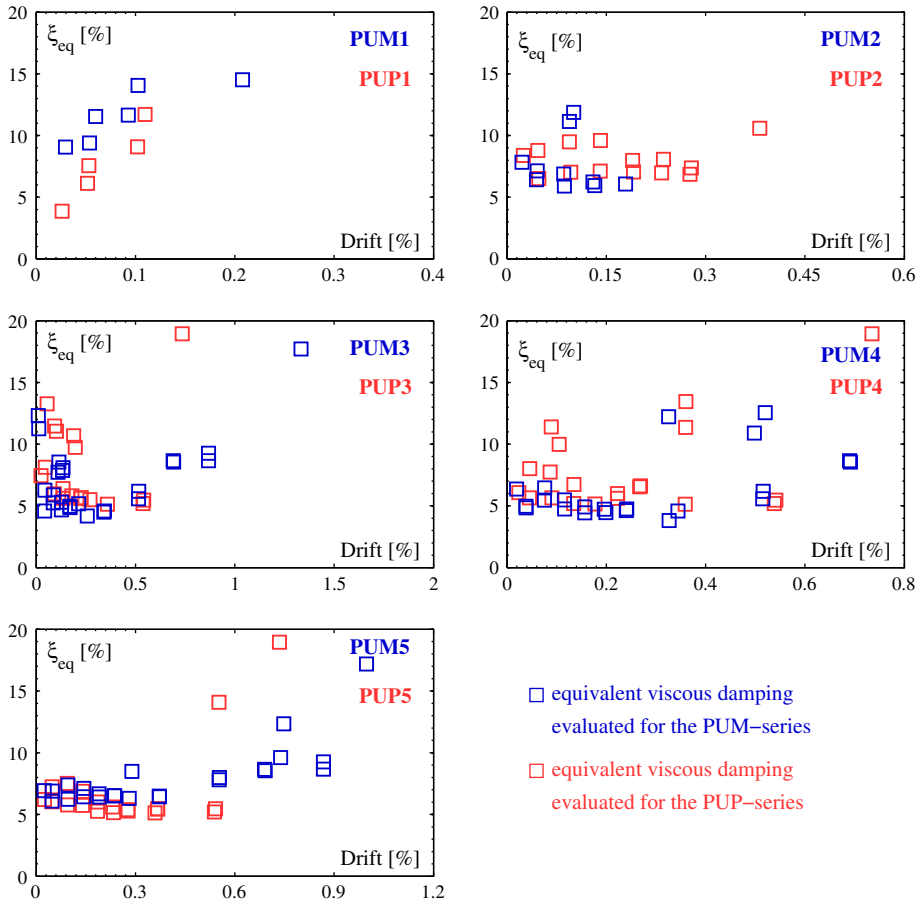 20
15
10
5
0
ξeq [%]
PUM1
PUP1
Drift [%]
0 0.1 0.2 0.3 0.4
20
15
10
5
0
ξeq [%]
PUM2
PUP2
Drift [%]
0 0.15 0.3 0.45 0.6
20
15
10
5
0
ξeq [%]
PUM3
PUP3
Drift [%]
0 0.5 1 1.5 2
20
15
10
5
0
ξeq [%]
PUM4
PUP4
Drift [%]
0 0.2 0.4 0.6 0.8
20
15
10
5
0
ξeq [%]
PUM5
PUP5
Drift [%]
0 0.3 0.6 0.9 1.2
equivalent viscous damping
evaluated for the PUM−series
equivalent viscous damping
evaluated for the PUP−series